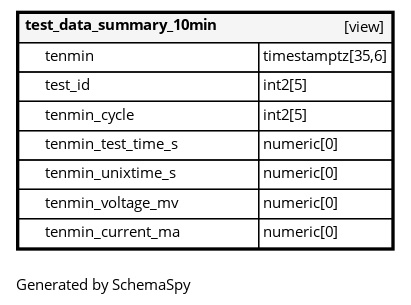 test_data_summary_10min [view]
tenmin timestamptz[35,6]
test_id int2[5]
tenmin_cycle int2[5]
tenmin_test_time_s numeric[0]
tenmin_unixtime_s numeric[0]
tenmin_voltage_mv numeric[0]
tenmin_current_ma numeric[0]
Generated by SchemaSpy